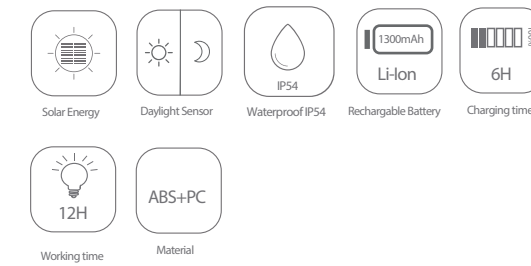 IP54
1300mAh
Li-Ion
6H
Solar Energy
Daylight Sensor
Waterproof IP54
Rechargable Battery
Charging time
12H
ABS+PC
Working time
Material